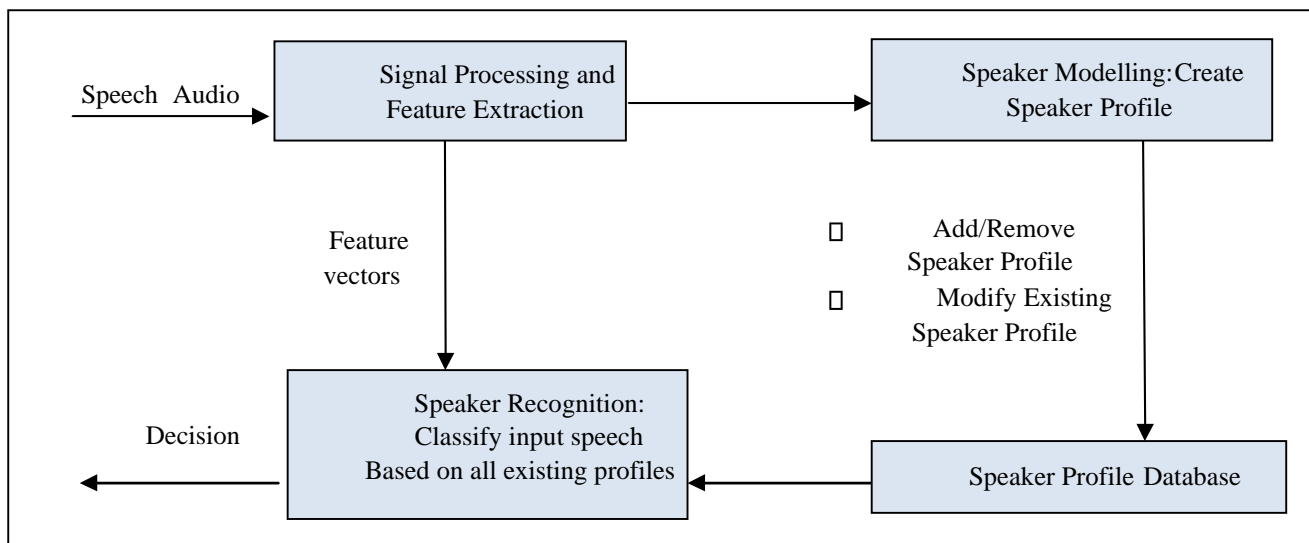 Speech Audio
Signal Processing and
Feature Extraction
Speaker Modelling:Create
Speaker Profile
Feature
vectors
Add/Remove
Speaker Profile
Modify Existing
Speaker Profile
Speaker Recognition:
Classify input speech
Based on all existing profiles
Decision
Speaker Profile Database